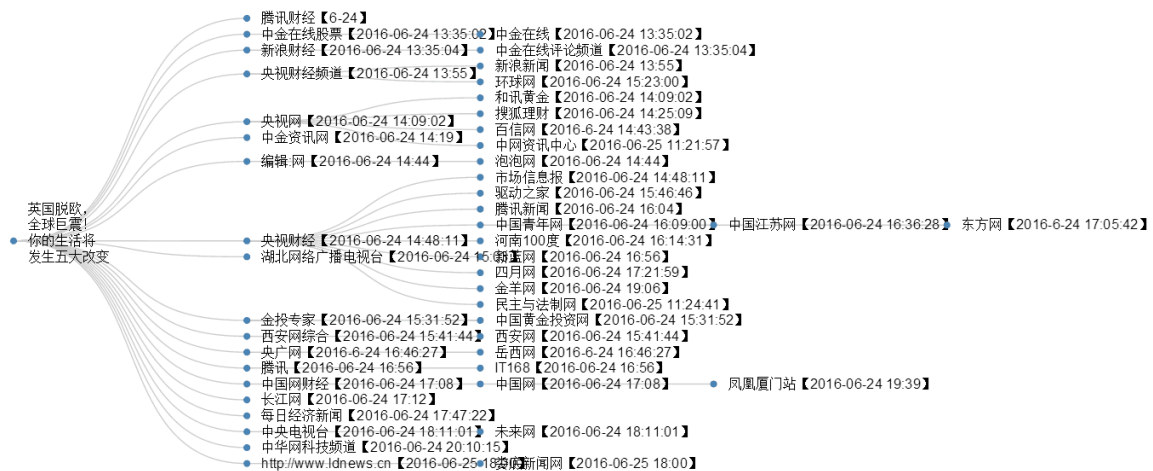 英国脱欧，
全球巨震！
你的生活将
发生五大改变
腾讯财经【6-24】
中金在线股票【2016-06-24 13:35:02】
中金在线【2016-06-24 13:35:02】
新浪财经【2016-06-24 13:35:04】
中金在线评论频道【2016-06-24 13:35:04】
央视财经频道【2016-06-24 13:55】
新浪新闻【2016-06-24 13:55】
环球网【2016-06-24 15:23:00】
央视网【2016-06-24 14:09:02】
和讯黄金【2016-06-24 14:09:02】
搜狐理财【2016-06-24 14:25:09】
百信网【2016-6-24 14:43:38】
中网资讯中心【2016-06-25 11:21:57】
中金资讯网【2016-06-24 14:19】
编辑:网【2016-06-24 14:44】
泡泡网【2016-06-24 14:44】
央视财经【2016-06-24 14:48:11】
市场信息报【2016-06-24 14:48:11】
驱动之家【2016-06-24 15:46:46】
腾讯新闻【2016-06-24 16:04】
中国青年网【2016-06-24 16:09:00】
中国江苏网【2016-06-24 16:36:28】
东方网【2016-6-24 17:05:42】
河南100度【2016-06-24 16:14:31】
新蓝网【2016-06-24 16:56】
四月网【2016-06-24 17:21:59】
金羊网【2016-06-24 19:06】
民主与法制网【2016-06-25 11:24:41】
湖北网络广播电视台【2016-06-24
金投专家【2016-06-24 15:31:52】
中国黄金投资网【2016-06-24 15:31:52】
西安网综合【2016-06-24 15:41:44】
西安网【2016-06-24 15:41:44】
央广网【2016-6-24 16:46:27】
岳西网【2016-6-24 16:46:27】
腾讯【2016-06-24 16:56】
IT168【2016-06-24 16:56】
中国网财经【2016-06-24 17:08】
中国网【2016-06-24 17:08】
凤凰厦门站【2016-06-24 19:39】
长江网【2016-06-24 17:12】
每日经济新闻【2016-06-24 17:47:22】
中央电视台【2016-06-24 18:11:01】
未来网【2016-06-24 18:11:01】
中华网科技频道【2016-06-24 20:10:15】
http://www.ldnews.cn【2016-06-25 18:00】
娄底新闻网【2016-06-25 18:00】